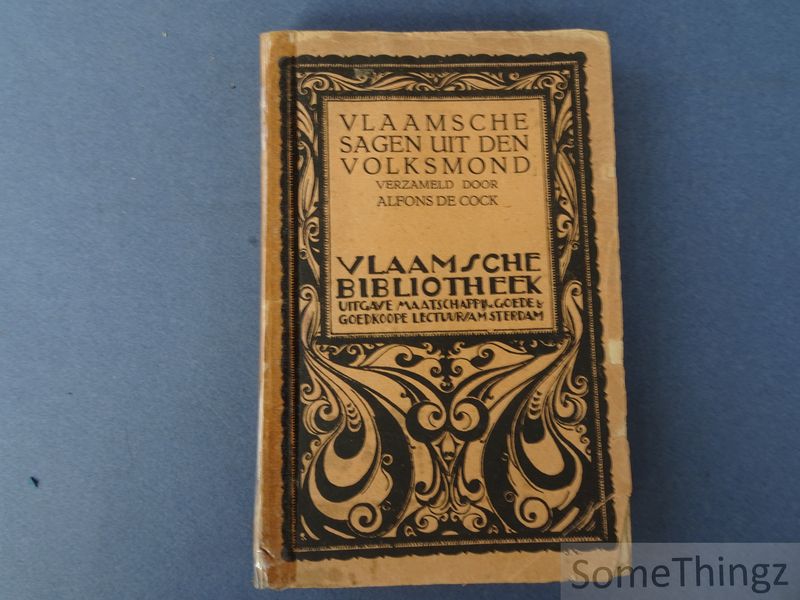 VLAAMSCHE
SAGEN UIT DEN
VOLKSMOND
VERZAMELD DOOR
ALFONS DE COCK
VLAAMSCHE
BIBLIOTHEEK
UITGAVE MAATSCHAPPIJ v. GOEDE &
GOEDKOOPE LECTUUR/AMSTERDAM
SomeThingz